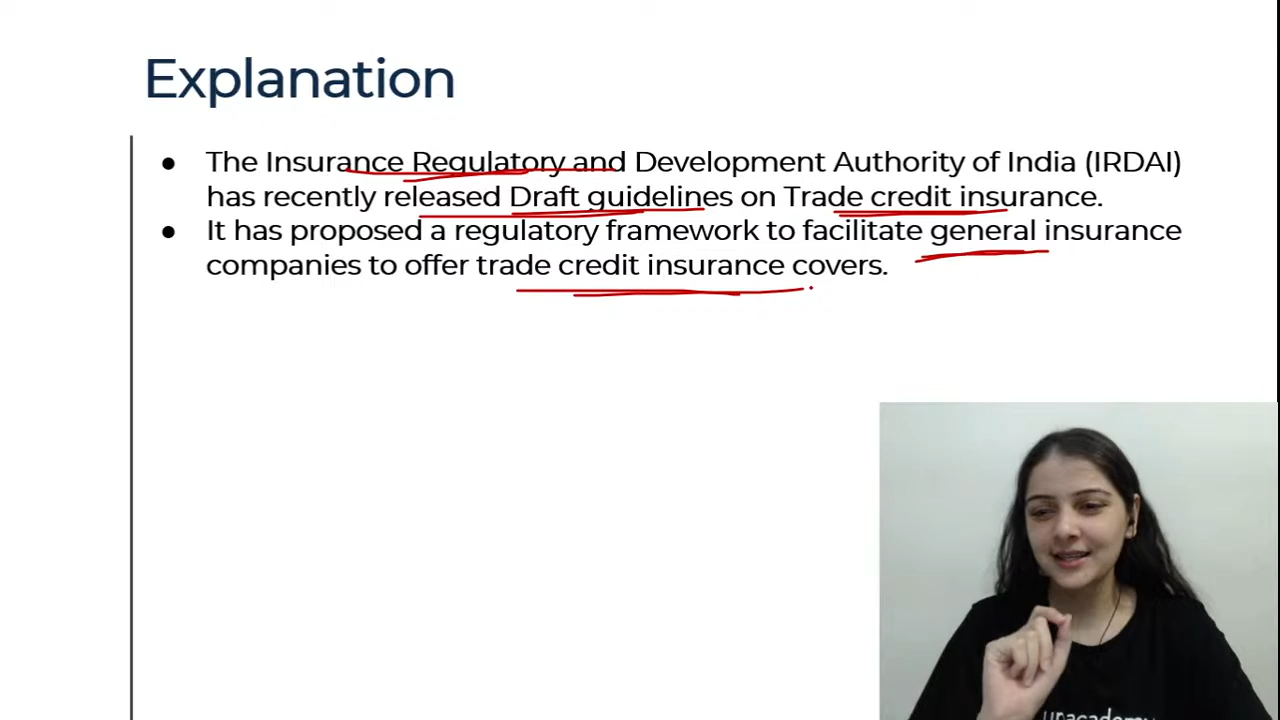 Explanation
● The Insurance Regulatory and Development Authority of India (IRDAI)
has recently released Draft guidelines on Trade credit insurance.
● It has proposed a regulatory framework to facilitate general insurance
companies to offer trade credit insurance covers.
unacademy